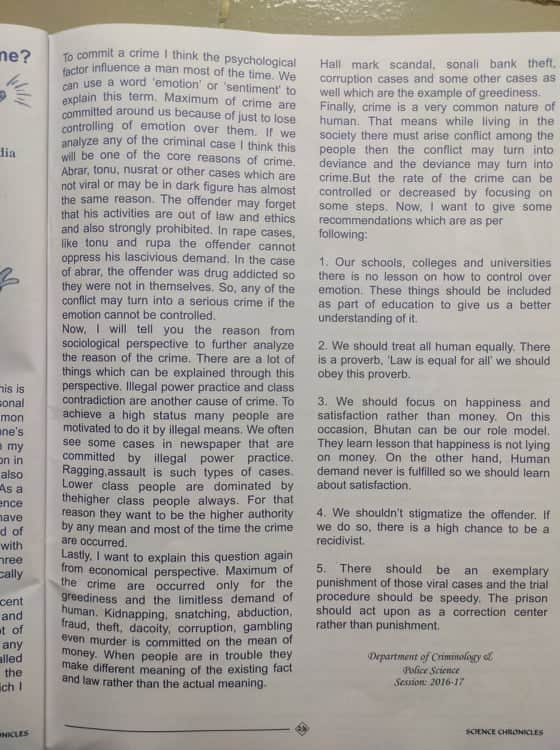 ne?
dia
his is
sonal
mon
one's
my
on in
also
As a
ence
have
d of
with
hree
cally
cent
and
ot of
any
alled
the
ich I
ONICLES
To commit a crime I think the psychological
factor influence a man most of the time. We
can use a word 'emotion' or 'sentiment' to
explain this term. Maximum of crime are
committed around us because of just to lose
controlling of emotion over them. If we
analyze any of the criminal case I think this
will be one of the core reasons of crime.
Abrar, tonu, nusrat or other cases which are
not viral or may be in dark figure has almost
the same reason. The offender may forget
that his activities are out of law and ethics
and also strongly prohibited. In rape cases,
like tonu and rupa the offender cannot
oppress his lascivious demand. In the case
of abrar, the offender was drug addicted so
they were not in themselves. So, any of the
conflict may turn into a serious crime if the
emotion cannot be controlled.
Now, I will tell you the reason from
sociological perspective to further analyze
the reason of the crime. There are a lot of
things which can be explained through this
perspective. Illegal power practice and class
contradiction are another cause of crime. To
achieve a high status many people are
motivated to do it by illegal means. We often
see some cases in newspaper that are
committed by illegal power practice.
Ragging,assault is such types of cases.
Lower class people are dominated by
thehigher class people always. For that
reason they want to be the higher authority
by any mean and most of the time the crime
are occurred.
Lastly, I want to explain this question again
from economical perspective. Maximum of
the crime are occurred only for the
greediness and the limitless demand of
human. Kidnapping, snatching, abduction,
fraud, theft, dacoity, corruption, gambling
even murder is committed on the mean of
money. When people are in trouble they
make different meaning of the existing fact
and law rather than the actual meaning.
Hall mark scandal, sonali bank theft,
corruption cases and some other cases as
well which are the example of greediness.
Finally, crime is a very common nature of
human. That means while living in the
society there must arise conflict among the
people then the conflict may turn into
deviance and the deviance may turn into
crime.But the rate of the crime can be
controlled or decreased by focusing on
some steps. Now, I want to give some
recommendations which are as per
following:
1. Our schools, colleges and universities
there is no lesson on how to control over
emotion. These things should be included
as part of education to give us a better
understanding of it.
2. We should treat all human equally. There
is a proverb, 'Law is equal for all' we should
obey this proverb.
3. We should focus on happiness and
satisfaction rather than money. On this
occasion, Bhutan can be our role model.
They learn lesson that happiness is not lying
on money. On the other hand, Human
demand never is fulfilled so we should learn
about satisfaction.
4. We shouldn't stigmatize the offender. If
we do so, there is a high chance to be a
recidivist.
5. There should be an exemplary
punishment of those viral cases and the trial
procedure should be speedy. The prison
should act upon as a correction center
rather than punishment.
Department of Criminology &
Police Science
Session: 2016-17
SCIENCE CHRONICLES